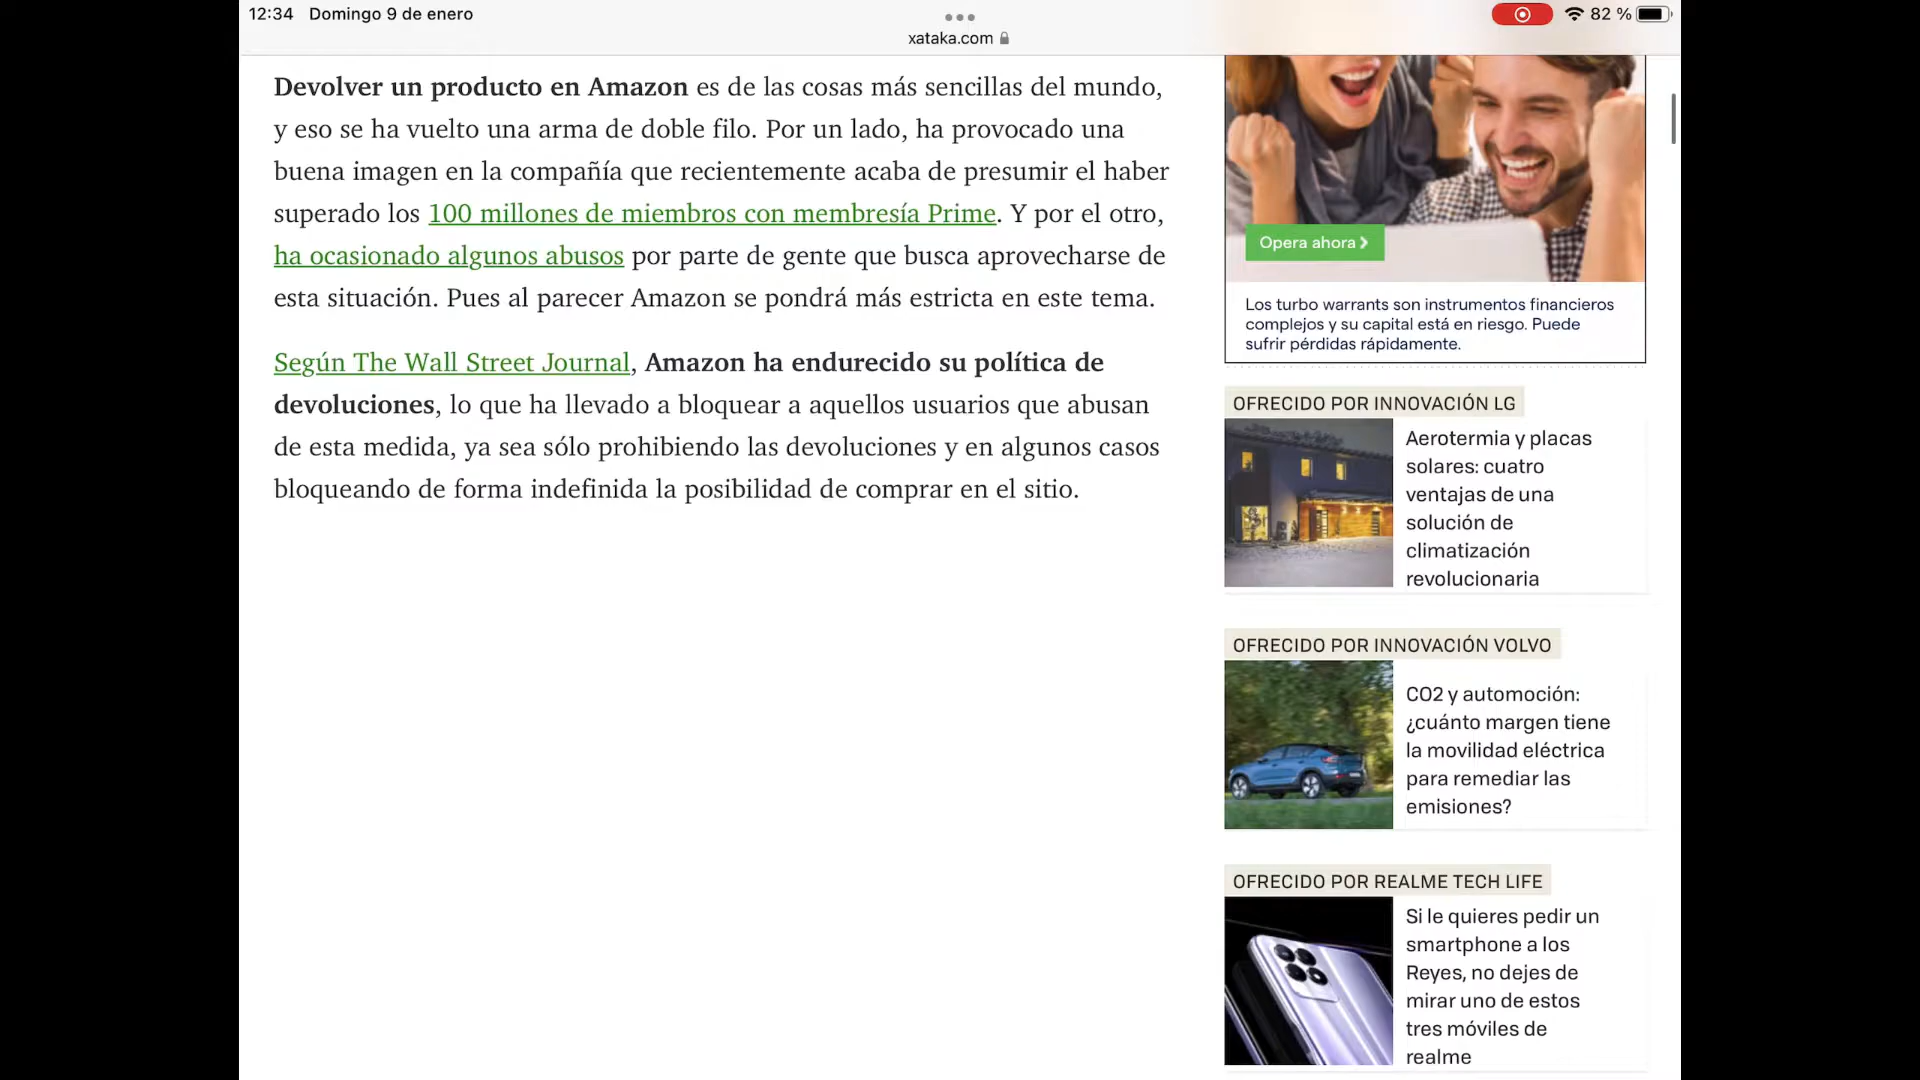 12:34 Domingo 9 de enero
82 %
xataka.com
Devolver un producto en Amazon es de las cosas más sencillas del mundo,
y eso se ha vuelto una arma de doble filo. Por un lado, ha provocado una
buena imagen en la compañía que recientemente acaba de presumir el haber
superado los 100 millones de miembros con membresía Prime. Y por el otro,
ha ocasionado algunos abusos por parte de gente que busca aprovecharse de
esta situación. Pues al parecer Amazon se pondrá más estricta en este tema.
Según The Wall Street Journal, Amazon ha endurecido su política de
devoluciones, lo que ha llevado a bloquear a aquellos usuarios que abusan
de esta medida, ya sea sólo prohibiendo las devoluciones y en algunos casos
bloqueando de forma indefinida la posibilidad de comprar en el sitio.
Opera ahora
Los turbo warrants son instrumentos financieros
complejos y su capital está en riesgo. Puede
sufrir pérdidas rápidamente.
OFRECIDO POR INNOVACIÓN LG
Aerotermia y placas
solares: cuatro
ventajas de una
solución de
climatización
revolucionaria
OFRECIDO POR INNOVACIÓN VOLVO
CO2 y automoción:
¿cuánto margen tiene
la movilidad eléctrica
para remediar las
emisiones?
OFRECIDO POR REALME TECH LIFE
Si le quieres pedir un
smartphone a los
Reyes, no dejes de
mirar uno de estos
tres móviles de
realme